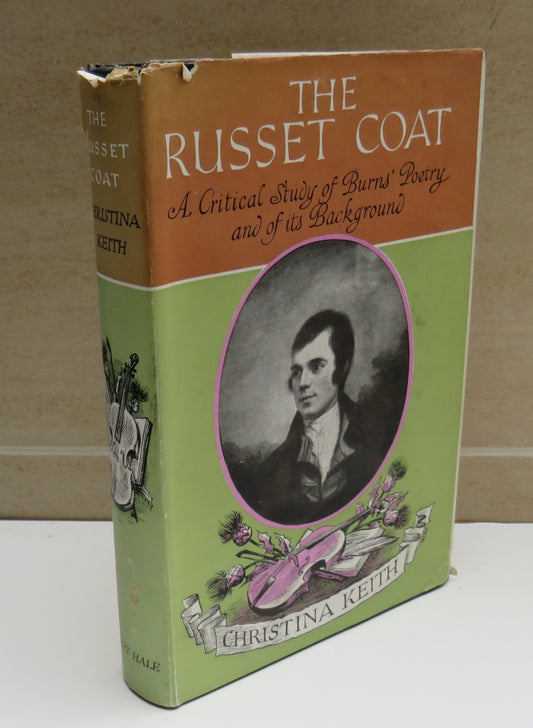 THE
RUSSET COAT
A Critical Study of Burns' Poetry
and of its Background
CHRISTINA KEITH
THE
USSET
COAT
CHRISTINA
KEITH
HALE